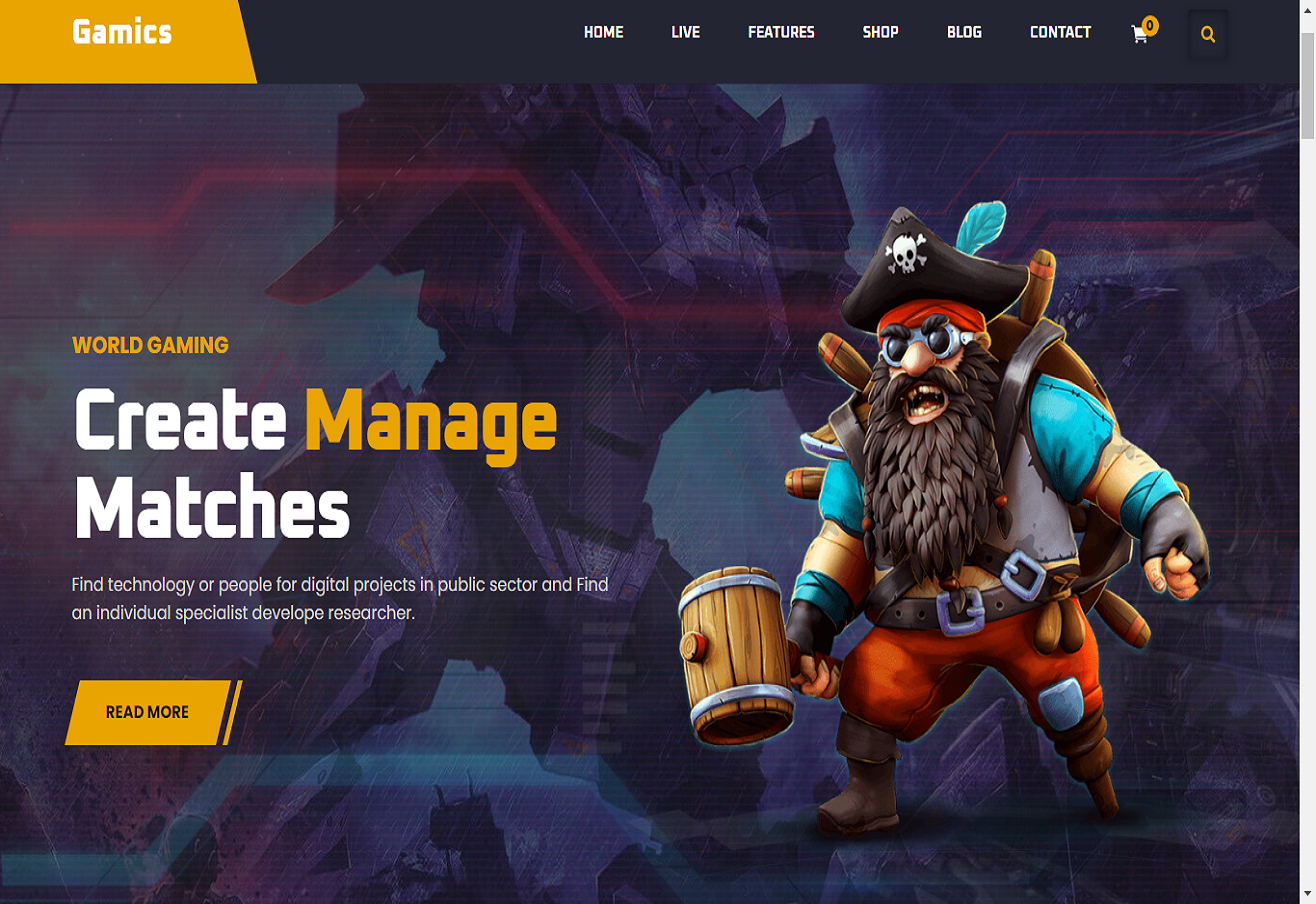 Gamics
HOME LIVE FEATURES SHOP BLOG CONTACT 0
WORLD GAMING
Create Manage
Matches
Find technology or people for digital projects in public sector and Find
an individual specialist develope researcher.
READ MORE